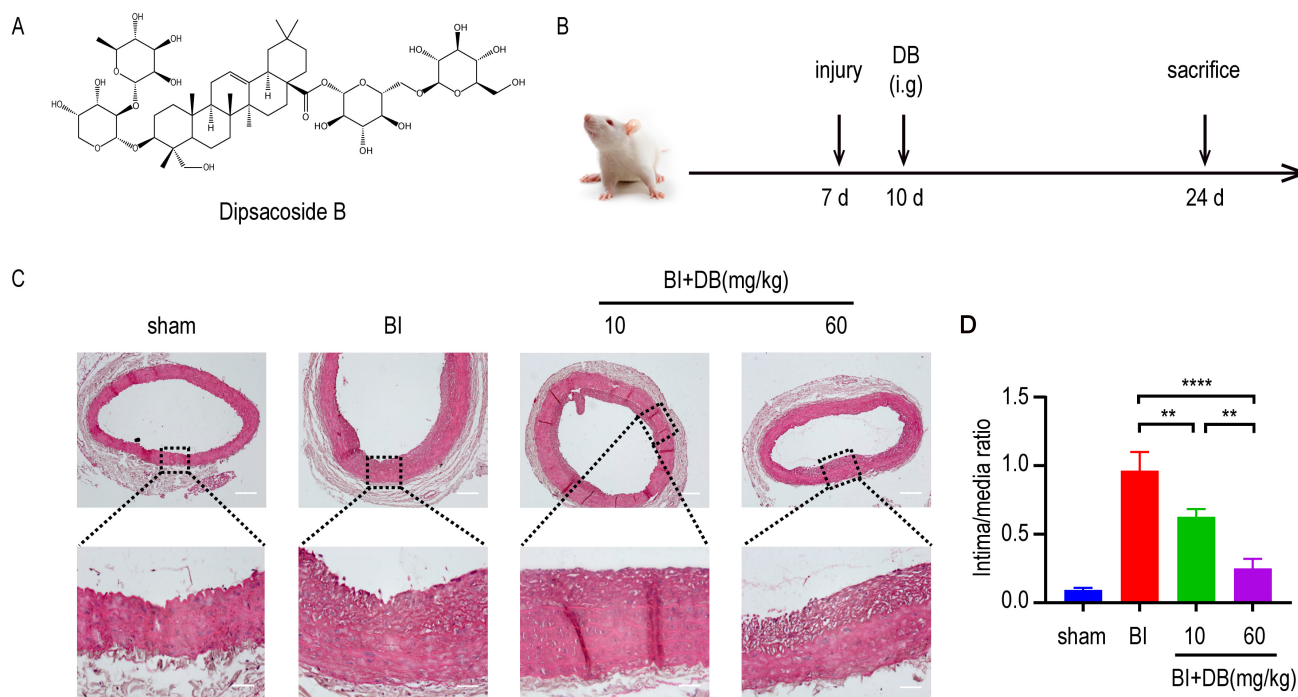 A
OH
OH
OH
O
O
OH
OH
OH
O
O
O
H
H
OH
O
O
O
HO
OH
OH
O
O
HO
OH
HO
OH
Dipsacoside B
B
injury
DB
(i.g)
sacrifice
7 d
10 d
24 d
C
BI+DB(mg/kg)
sham
BI
10
60
D
Intima/media ratio
1.5
1.0
0.5
0.0
****
**
**
sham
BI
10
60
BI+DB(mg/kg)